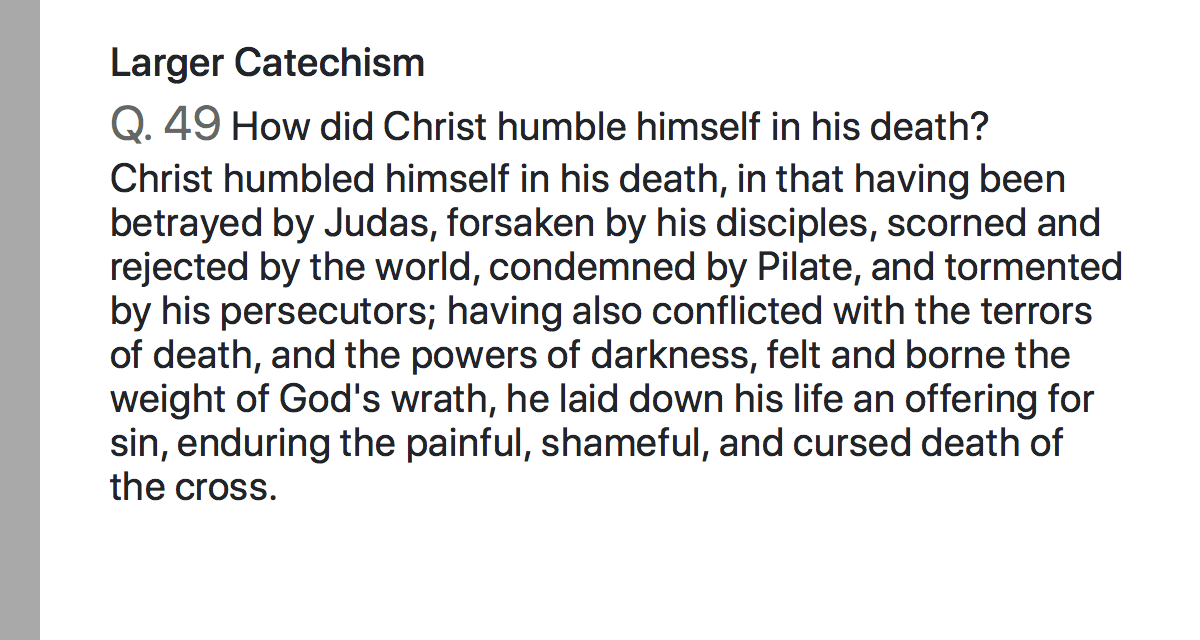 Larger Catechism
Q. 49 How did Christ humble himself in his death?
Christ humbled himself in his death, in that having been
betrayed by Judas, forsaken by his disciples, scorned and
rejected by the world, condemned by Pilate, and tormented
by his persecutors; having also conflicted with the terrors
of death, and the powers of darkness, felt and borne the
weight of God's wrath, he laid down his life an offering for
sin, enduring the painful, shameful, and cursed death of
the cross.